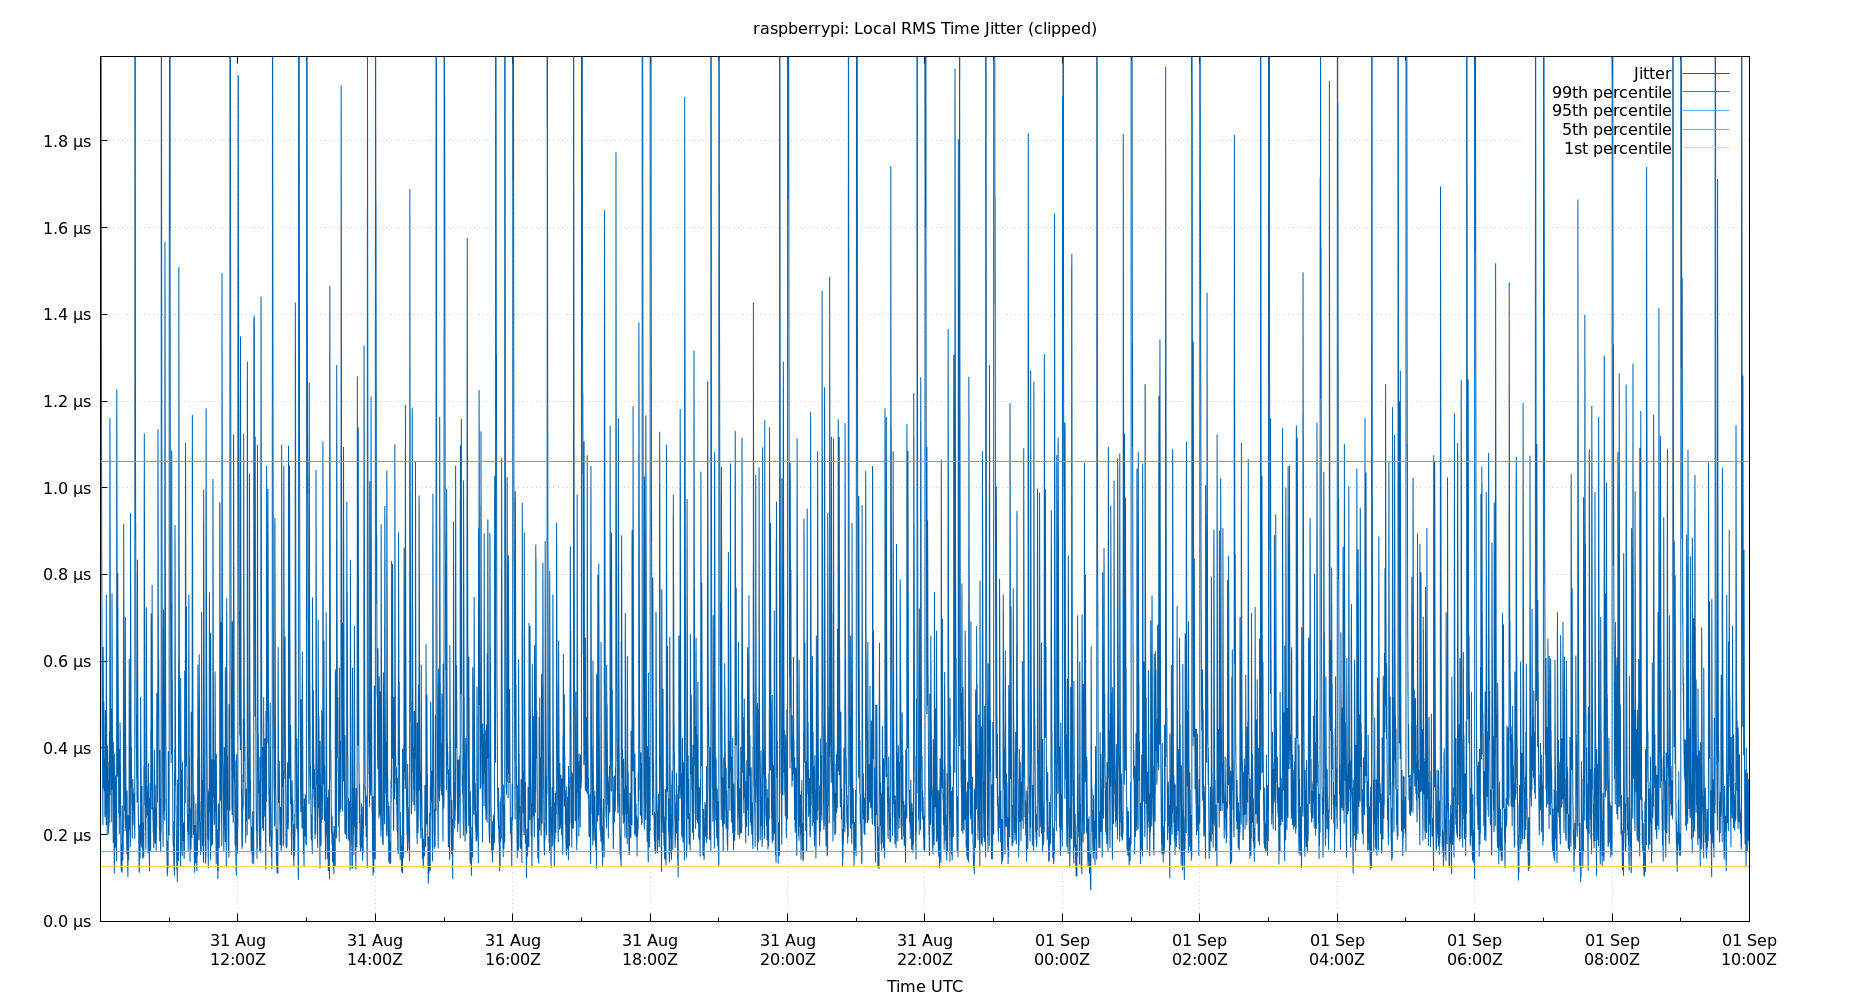 raspberrypi: Local RMS Time Jitter (clipped)
Jitter
99th percentile
95th percentile
5th percentile
1st percentile
1.8 µs
1.6 µs
1.4 µs
1.2 µs
1.0 µs
0.8 µs
0.6 µs
0.4 µs
0.2 µs
0.0 µs
31 Aug 31 Aug 31 Aug 31 Aug 31 Aug 31 Aug 01 Sep 01 Sep 01 Sep 01 Sep 01 Sep 01 Sep
12:00Z 14:00Z 16:00Z 18:00Z 20:00Z 22:00Z 00:00Z 02:00Z 04:00Z 06:00Z 08:00Z 10:00Z
Time UTC